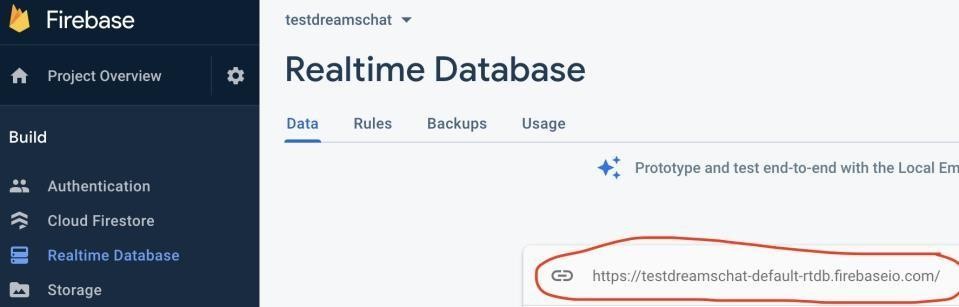 Firebase
testdreamschat
Project Overview
Realtime Database
Data Rules Backups Usage
Build
Prototype and test end-to-end with the Local Em
Authentication
Cloud Firestore
Realtime Database
https://testdreamschat-default-rtdb.firebaseio.com/
Storage